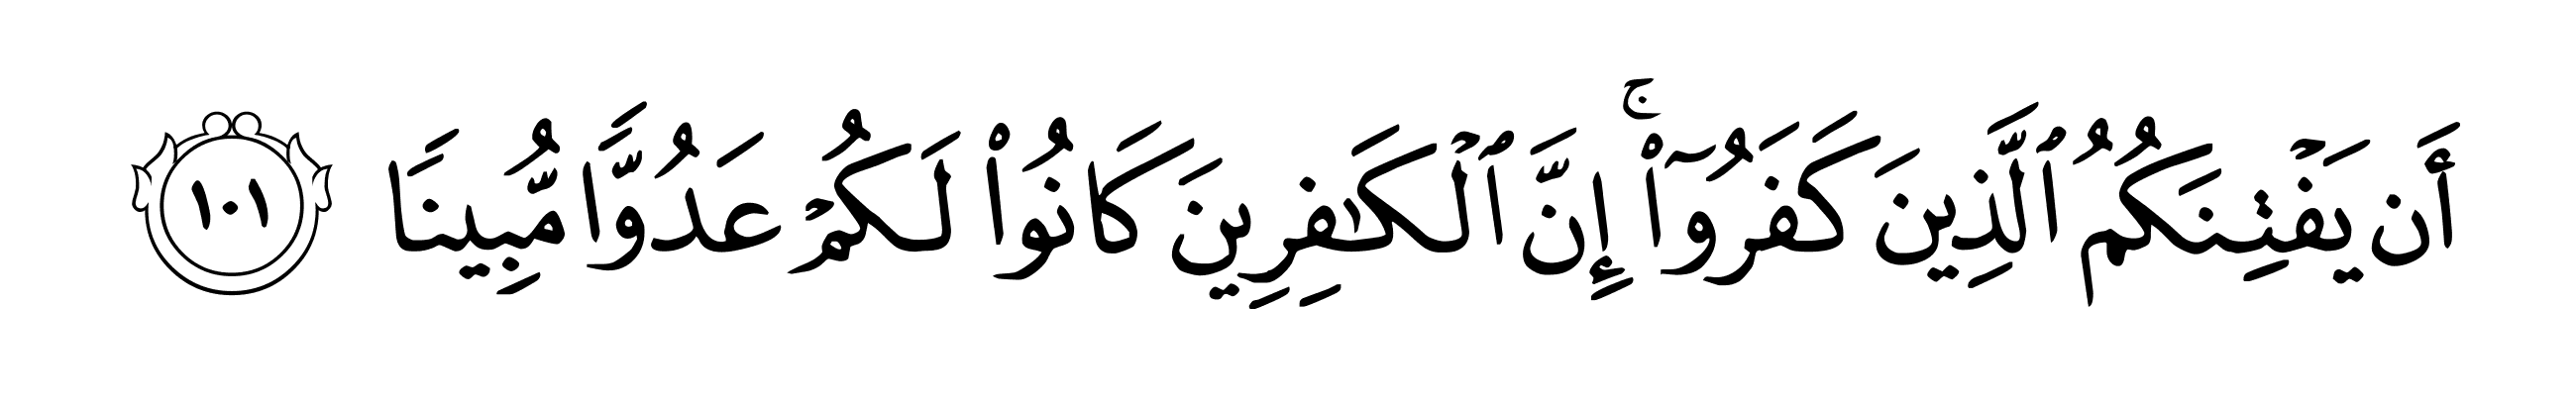 أَن يَفْتِنَكُمُ ٱلَّذِينَ كَفَرُوٓا۟ ۚ إِنَّ ٱلْكَـٰفِرِينَ كَانُوا۟ لَكُمْ عَدُوًّا مُّبِينًا ١٠١